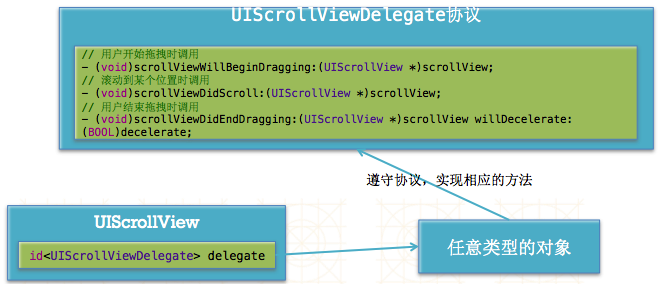 UIScrollViewDelegate协议
// 用户开始拖拽时调用
- (void)scrollViewWillBeginDragging:(UIScrollView *)scrollView;
// 滚动到某个位置时调用
- (void)scrollViewDidScroll:(UIScrollView *)scrollView;
// 用户结束拖拽时调用
- (void)scrollViewDidEndDragging:(UIScrollView *)scrollView willDecelerate:
(BOOL)decelerate;
遵守协议，实现相应的方法
UIScrollView
id<UIScrollViewDelegate> delegate
任意类型的对象